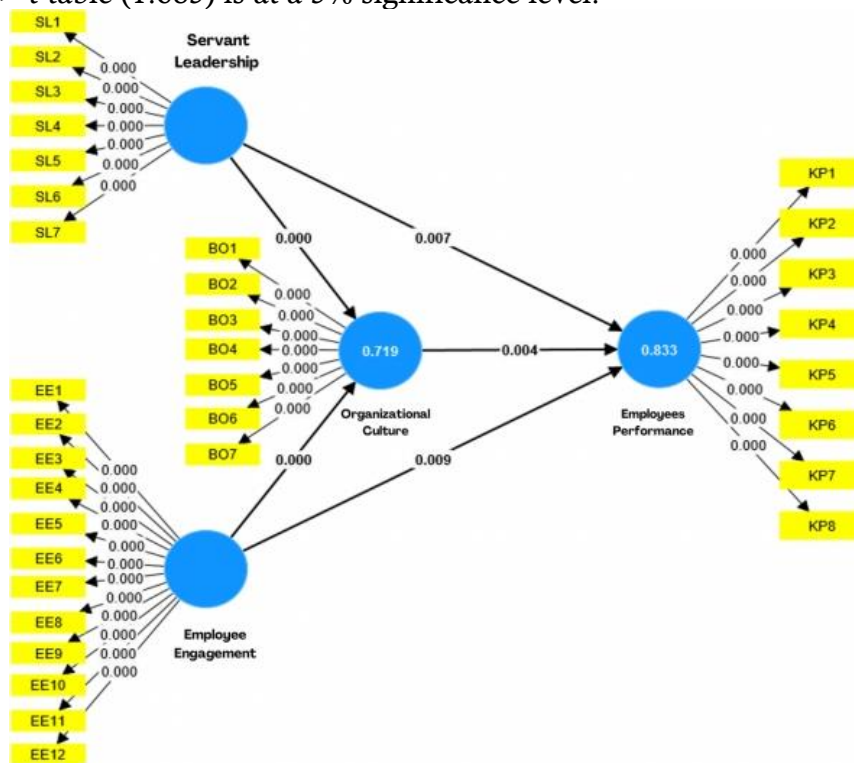 t-table is at a 5% significance level.
SL1
SL2
SL3
SL4
SL5
SL6
SL7
0.000
0.000
0.000
0.000
0.000
0.000
0.000
Servant
Leadership
0.000
0.007
BO1
BO2
BO3
BO4
BO5
BO6
BO7
0.000
0.000
0.000
0.000
0.000
0.000
0.000
0.719
Organizational
Culture
0.004
0.833
Employees
Performance
KP1
KP2
KP3
KP4
KP5
KP6
KP7
KP8
0.000
0.000
0.000
0.000
0.000
0.000
0.000
0.000
0.000
0.009
EE1
EE2
EE3
EE4
EE5
EE6
EE7
EE8
EE9
EE10
EE11
EE12
0.000
0.000
0.000
0.000
0.000
0.000
0.000
0.000
0.000
0.000
0.000
0.000
Employee
Engagement